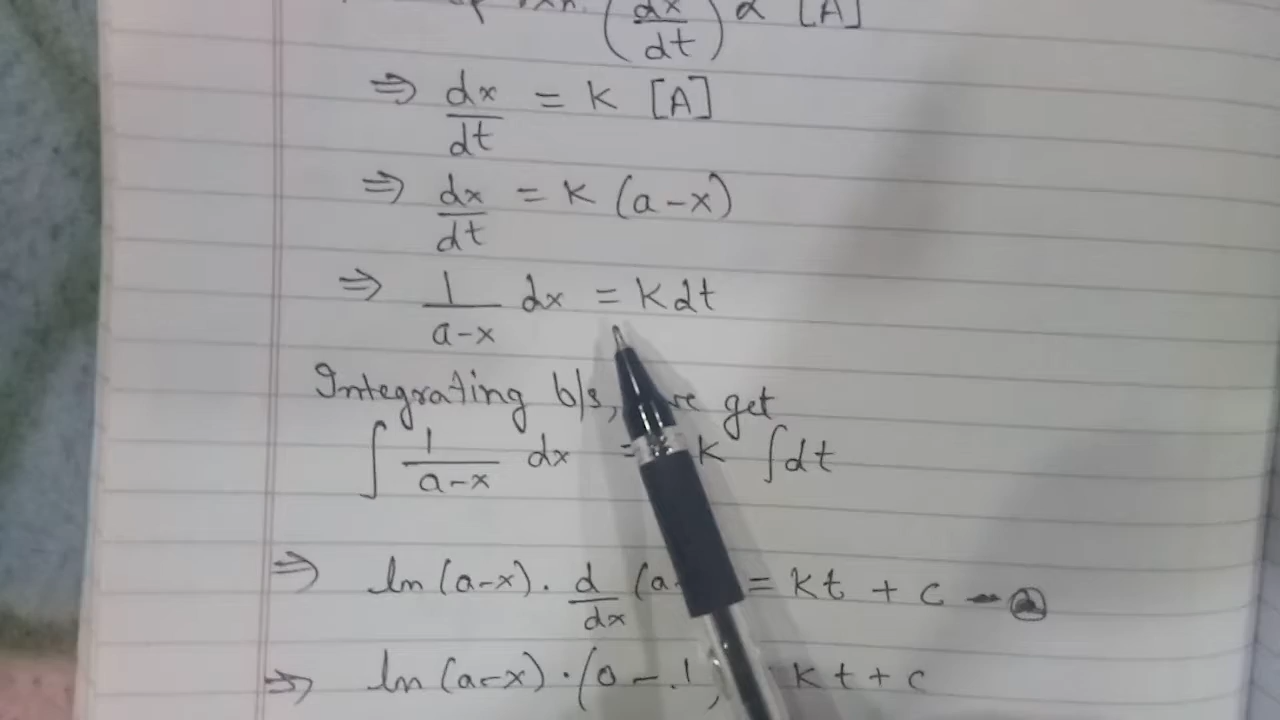 (dx/dt) α [A]
⇒ dx/dt = K [A]
⇒ dx/dt = K (a-x)
⇒ 1/(a-x) dx = Kdt
Integrating b/s, we get
∫ 1/(a-x) dx = K ∫dt
⇒ ln(a-x) · d/dx (a = Kt + C
⇒ ln(a-x) · (0-1 Kt + C